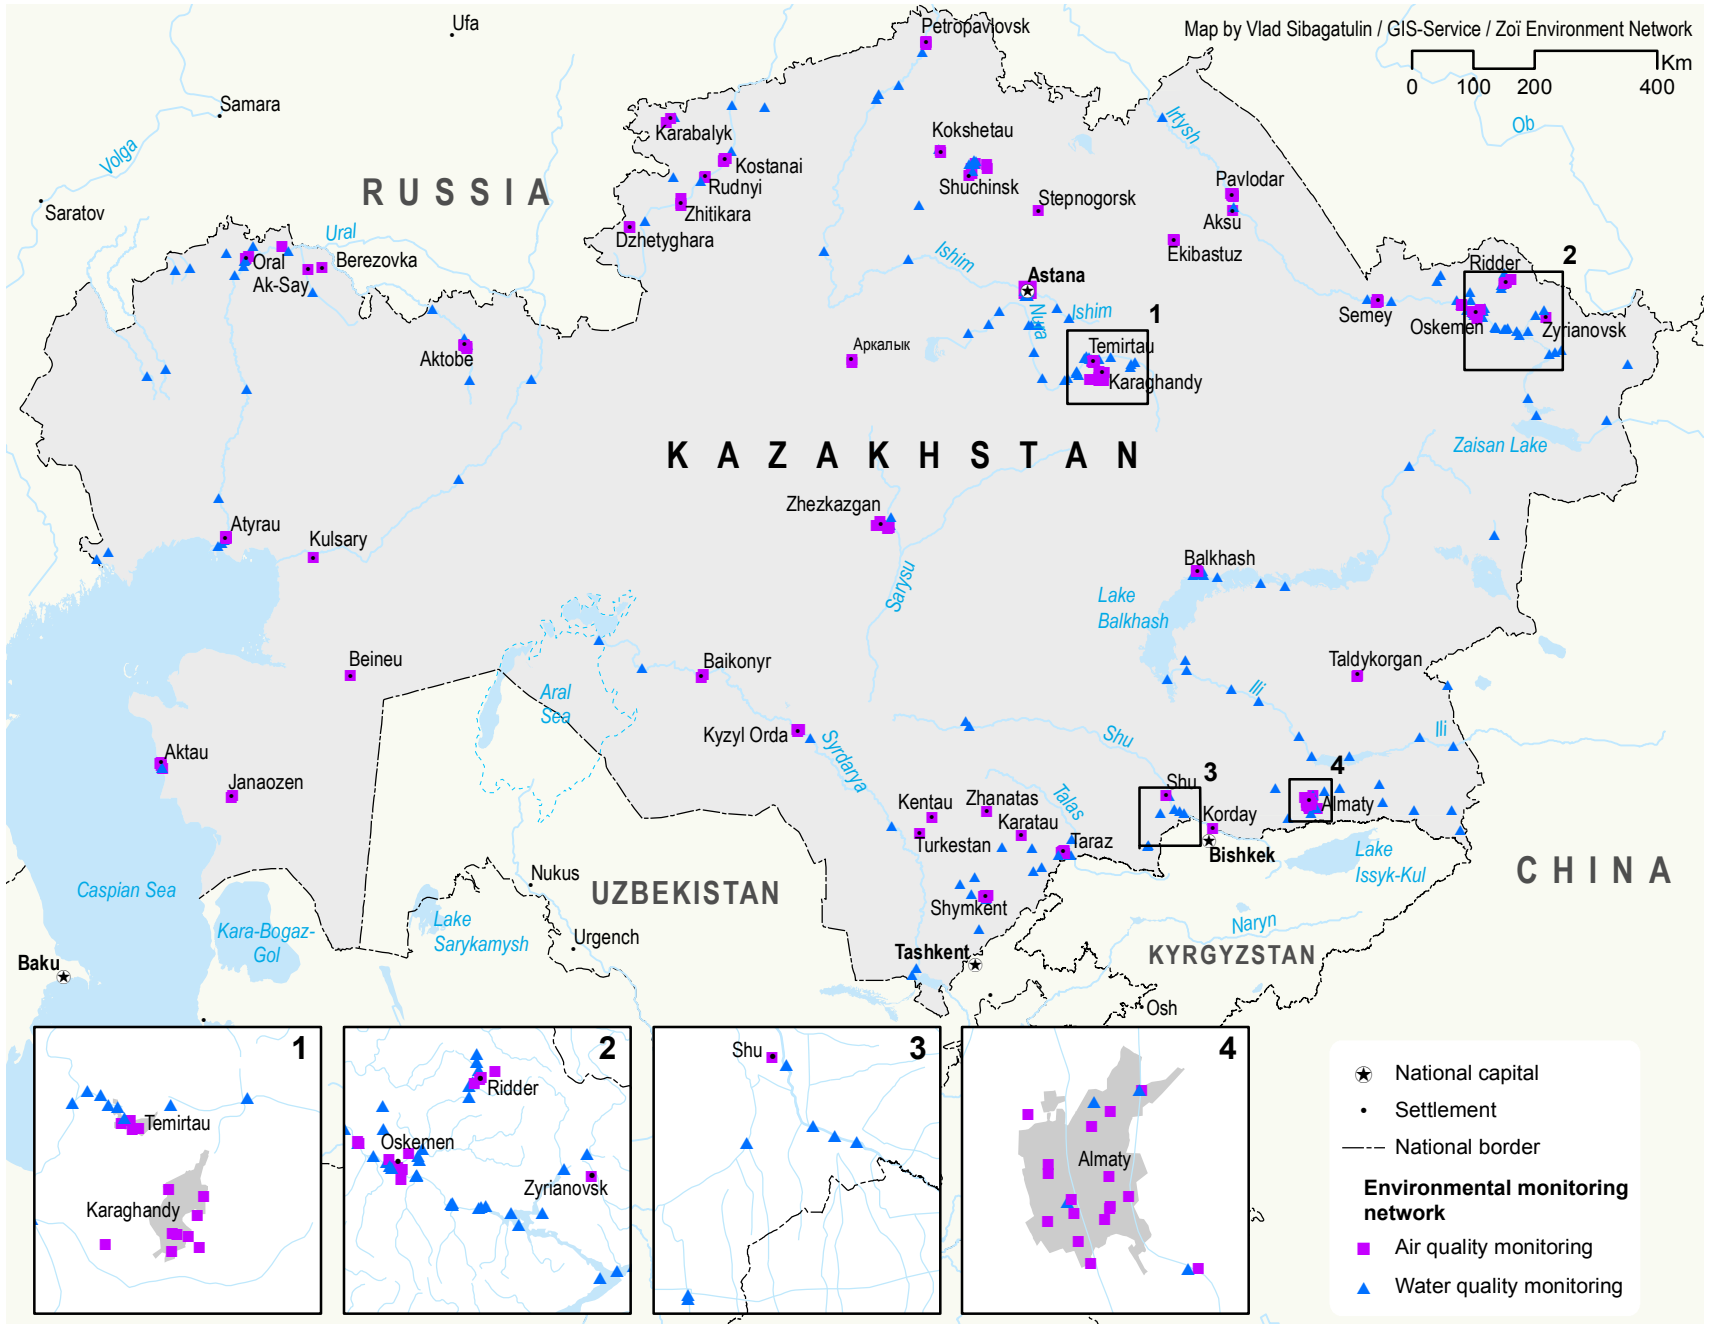 Ufa
Petropavlovsk
Map by Vlad Sibagatulin / GIS-Service / Zoï Environment Network
Km
0 100 200 400
Samara
Volga
Karabalyk
Kokshetau
Irtysh
Ob
Kostanai
Rudnyi
Shuchinsk
Pavlodar
RUSSIA
Stepnogorsk
Saratov
Zhitikara
Aksu
Dzhetyghara
Ural
Ekibastuz
Oral
Berezovka
Ishim
Ridder
2
Ak-Say
Astana
Semey
Oskemen
Zyrianovsk
Nura
Ishim
1
Aktobe
Аркалык
Temirtau
Karaghandy
KAZAKHSTAN
Zaisan Lake
Zhezkazgan
Atyrau
Kulsary
Balkhash
Sarysu
Lake
Balkhash
Beineu
Baikonyr
Taldykorgan
Aral
Sea
Ili
Ili
Kyzyl Orda
Syrdarya
Shu
Aktau
Janaozen
Shu
3
4
Kentau
Zhanatas
Talas
Almaty
Karatau
Korday
Turkestan
Taraz
Bishkek
Lake
Issyk-Kul
CHINA
Caspian Sea
Nukus
UZBEKISTAN
Shymkent
Kara-Bogaz-
Gol
Lake
Sarykamysh
Urgench
Naryn
Tashkent
KYRGYZSTAN
Baku
Osh
1
Temirtau
Karaghandy
2
Ridder
Oskemen
Zyrianovsk
3
Shu
4
Almaty
National capital
Settlement
National border
Environmental monitoring
network
Air quality monitoring
Water quality monitoring